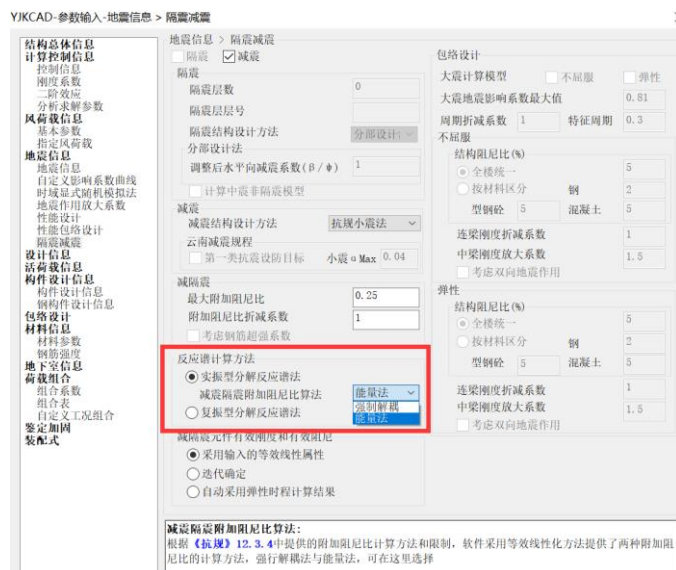 YJKCAD-参数输入-地震信息 > 隔震减震
结构总体信息
计算控制信息
控制信息
刚度系数
二阶效应
分析求解参数
风荷载信息
基本参数
指定风荷载
地震信息
地震信息
自定义影响系数曲线
时域显式随机模拟法
地震作用放大系数
性能设计
性能包络设计
隔震减震
设计信息
活荷载信息
构件设计信息
构件设计信息
钢构件设计信息
包络设计
材料信息
材料参数
钢筋强度
地下室信息
荷载组合
组合系数
组合表
自定义工况组合
鉴定加固
装配式
地震信息 > 隔震减震
隔震 减震
隔震
隔震层数 0
隔震层层号
隔震结构设计方法 分部设计
分部设计法
调整后水平向减震系数(β/ψ) 1
计算中震非隔震模型
减震
减震结构设计方法 抗规小震法
云南减震规程
第一类抗震设防目标 小震αMax 0.04
减隔震
最大附加阻尼比 0.25
附加阻尼比折减系数 1
考虑钢筋超强系数
反应谱计算方法
实振型分解反应谱法
减震隔震附加阻尼比算法 能量法
强制解耦
复振型分解反应谱法 能量法
减隔震元件有效刚度和有效阻尼
采用输入的等效线性属性
迭代确定
自动采用弹性时程计算结果
包络设计
大震计算模型 不屈服 弹性
大震地震影响系数最大值 0.81
周期折减系数 1 特征周期 0.3
不屈服
结构阻尼比(%)
全楼统一 5
按材料区分 钢 2
型钢砼 5 混凝土 5
连梁刚度折减系数 1
中梁刚度放大系数 1.5
考虑双向地震作用
弹性
结构阻尼比(%)
全楼统一 5
按材料区分 钢 2
型钢砼 5 混凝土 5
连梁刚度折减系数 1
中梁刚度放大系数 1.5
考虑双向地震作用
减震隔震附加阻尼比算法:
根据《抗规》12.3.4中提供的附加阻尼比计算方法和限制，软件采用等效线性化方法提供了两种附加阻
尼比的计算方法，强行解耦法与能量法，可在这里选择